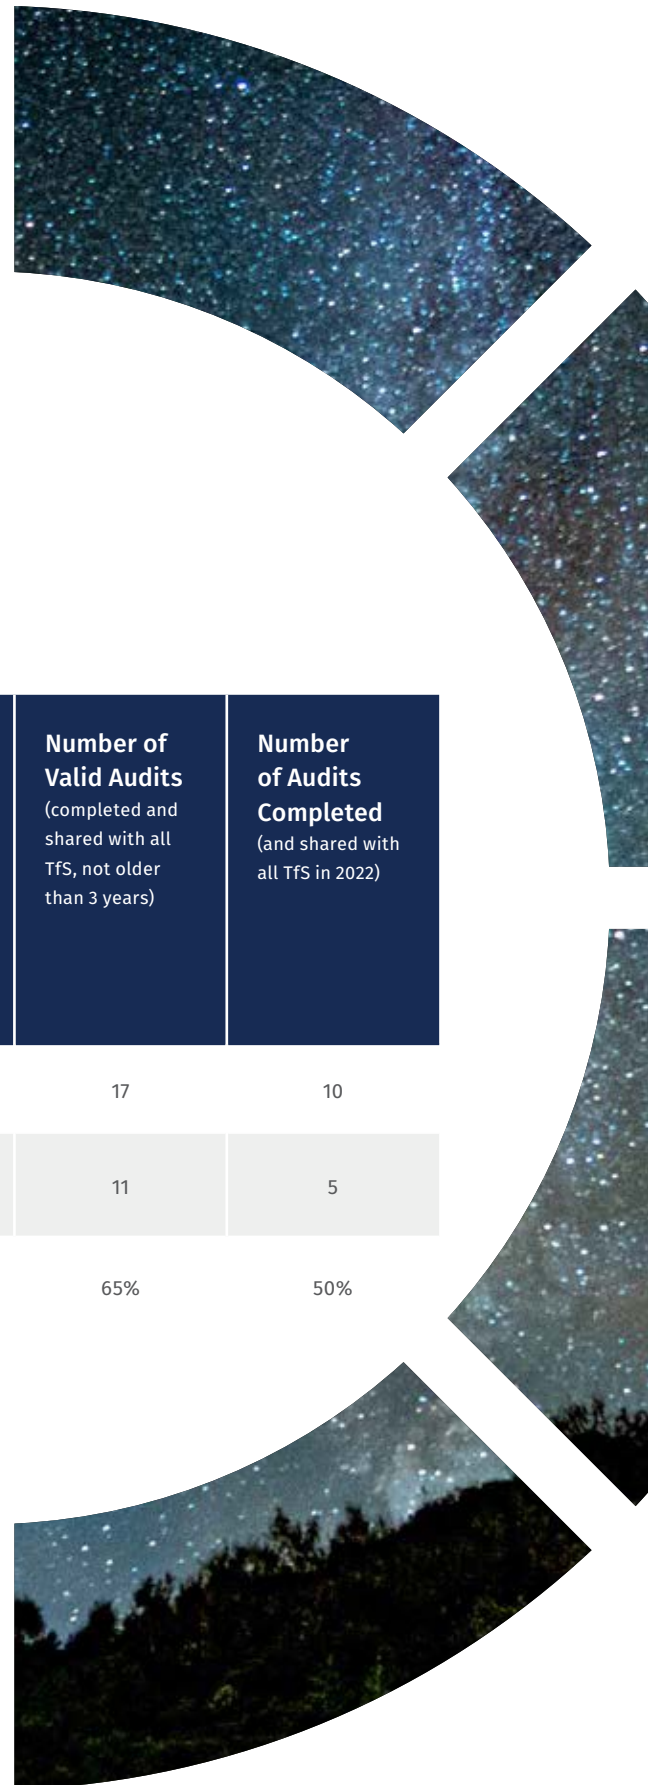 Number of
Valid Audits
(completed and
shared with all
TfS, not older
than 3 years)
Number
of Audits
Completed
(and shared with
all TfS in 2022)
17 10
11 5
65% 50%